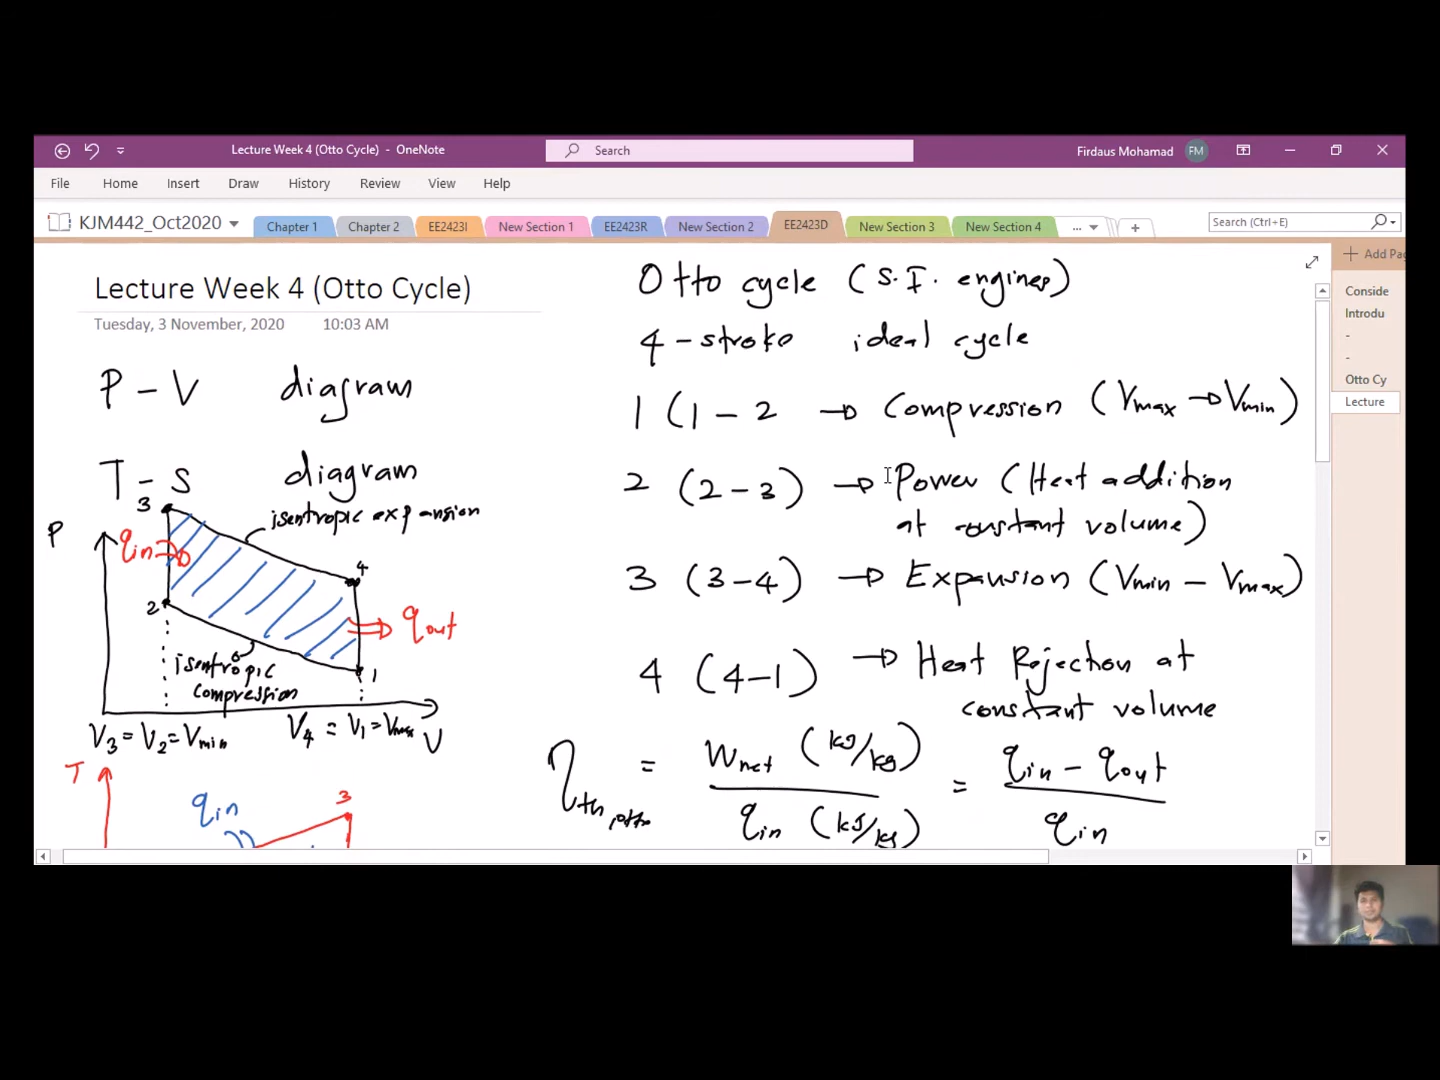 Lecture Week 4 (Otto Cycle) - OneNote
Search
Firdaus Mohamad
FM
File Home Insert Draw History Review View Help
KJM442_Oct2020
Chapter 1
Chapter 2
EE2423I
New Section 1
EE2423R
New Section 2
EE2423D
New Section 3
New Section 4
...
Search (Ctrl+E)
Add Pag
Conside
Introdu
-
-
Otto Cy
Lecture
Lecture Week 4 (Otto Cycle)
Tuesday, 3 November, 2020 10:03 AM
P - V diagram
T - S diagram
P
3
isentropic expansion
qin
4
2
qout
isentropic
compression
1
V3 = V2 = Vmin
V4 = V1 = Vmax
V
T
qin
3
Otto cycle (S.I. engines)
4 - stroke ideal cycle
1 (1 - 2 → Compression (Vmax → Vmin)
2 (2 - 3) → Power (Heat addition
at constant volume)
3 (3 - 4) → Expansion (Vmin - Vmax)
4 (4 - 1) → Heat Rejection at
constant volume
ηth,otto = Wnet (kJ/kg) / qin (kJ/kg) = qin - qout / qin